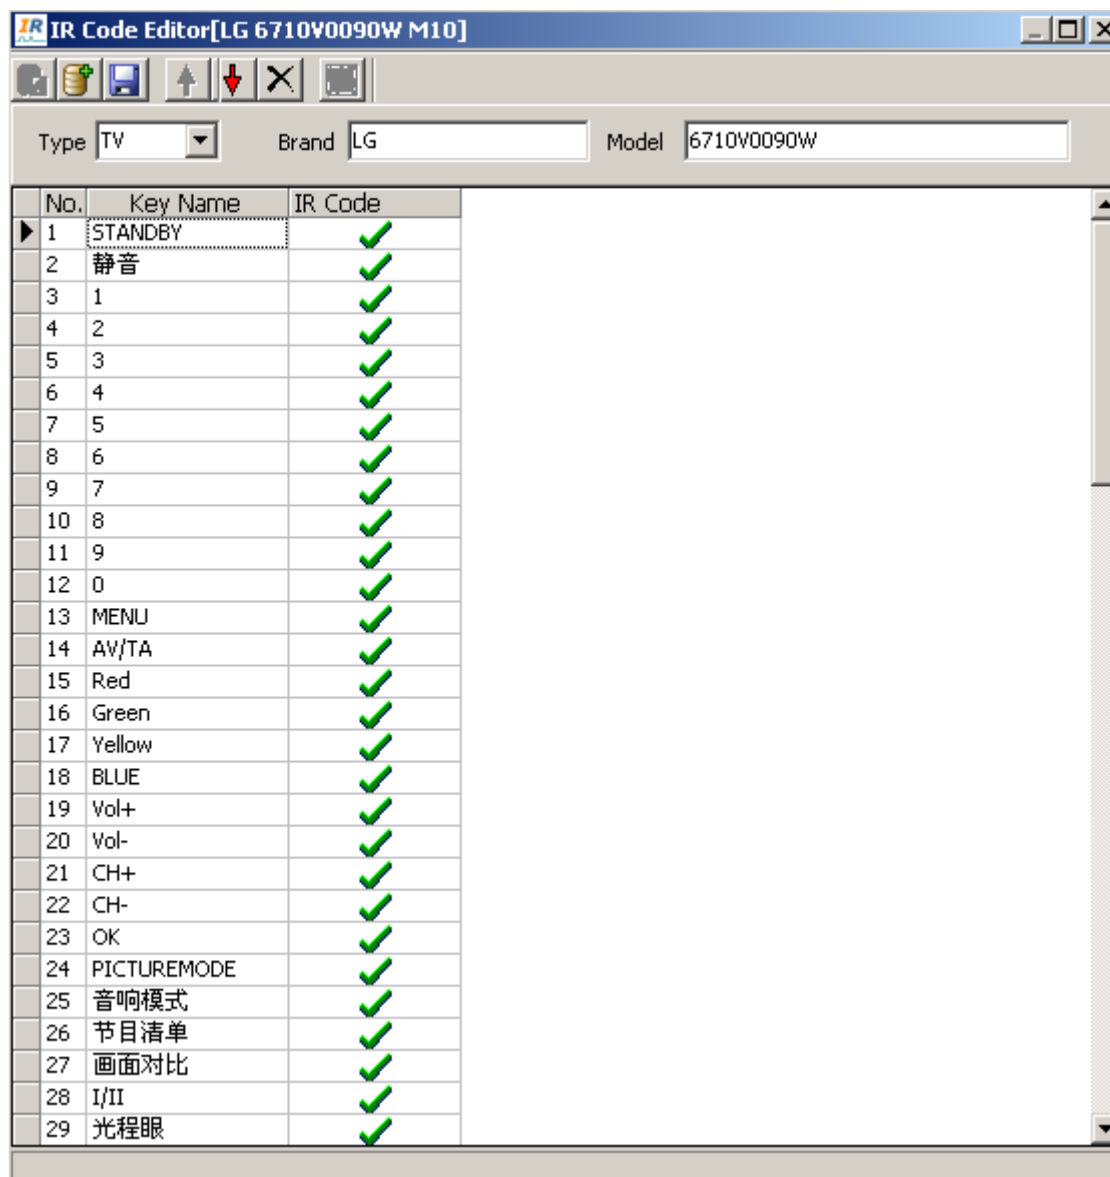 IR IR Code Editor[LG 6710V0090W M10]
Type TV Brand LG Model 6710V0090W
No. Key Name IR Code
1 STANDBY
2 静音
3 1
4 2
5 3
6 4
7 5
8 6
9 7
10 8
11 9
12 0
13 MENU
14 AV/TA
15 Red
16 Green
17 Yellow
18 BLUE
19 Vol+
20 Vol-
21 CH+
22 CH-
23 OK
24 PICTUREMODE
25 音响模式
26 节目清单
27 画面对比
28 I/II
29 光程眼